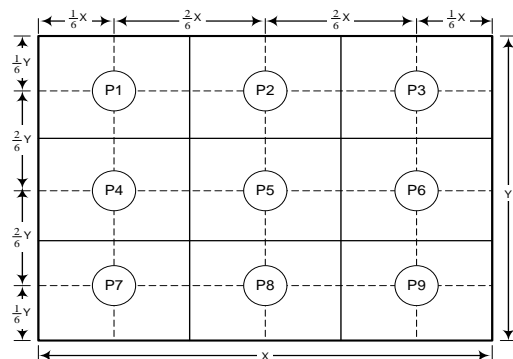 1/6 X 2/6 X 2/6 X 1/6 X
1/6 Y
P1 P2 P3
2/6 Y
P4 P5 P6
Y
2/6 Y
P7 P8 P9
1/6 Y
X